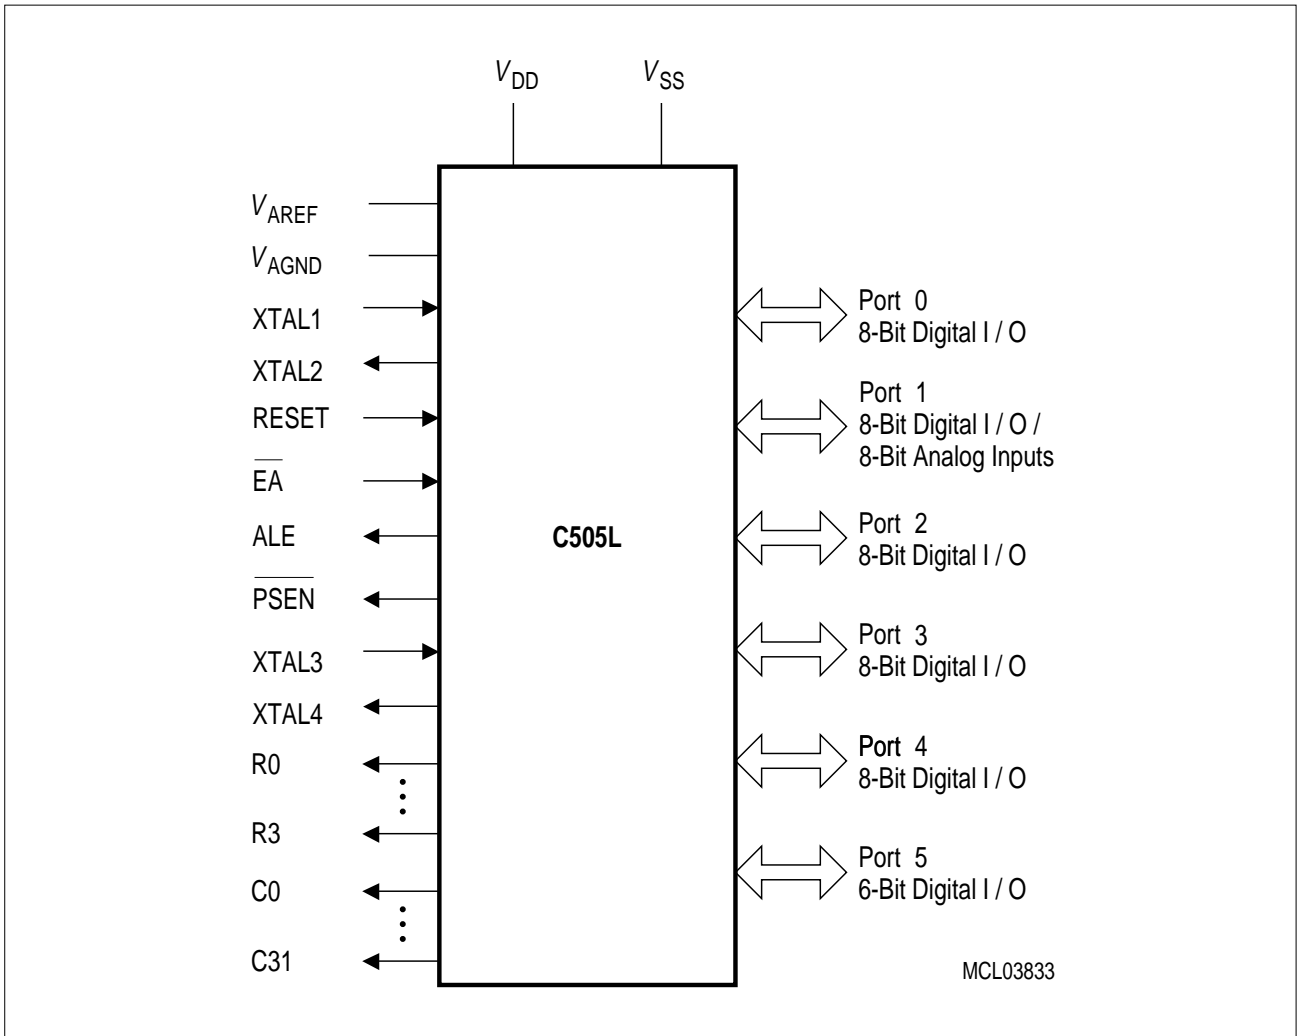 VDD
VSS
VAREF
VAGND
XTAL1
XTAL2
RESET
EA
ALE
PSEN
XTAL3
XTAL4
R0
R3
C0
C31
C505L
Port 0
8-Bit Digital I / O
Port 1
8-Bit Digital I / O /
8-Bit Analog Inputs
Port 2
8-Bit Digital I / O
Port 3
8-Bit Digital I / O
Port 4
8-Bit Digital I / O
Port 5
6-Bit Digital I / O
MCL03833